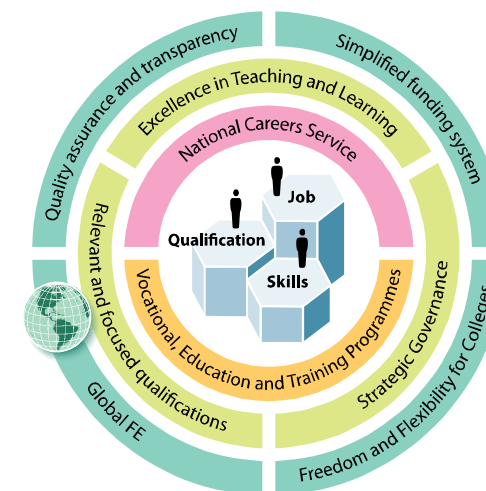 Quality assurance and transparency
Simplified funding system
Excellence in Teaching and Learning
National Careers Service
Job
Qualification
Skills
Vocational, Education and Training Programmes
Relevant and focused qualifications
Strategic Governance
Global FE
Freedom and Flexibility for Colleges